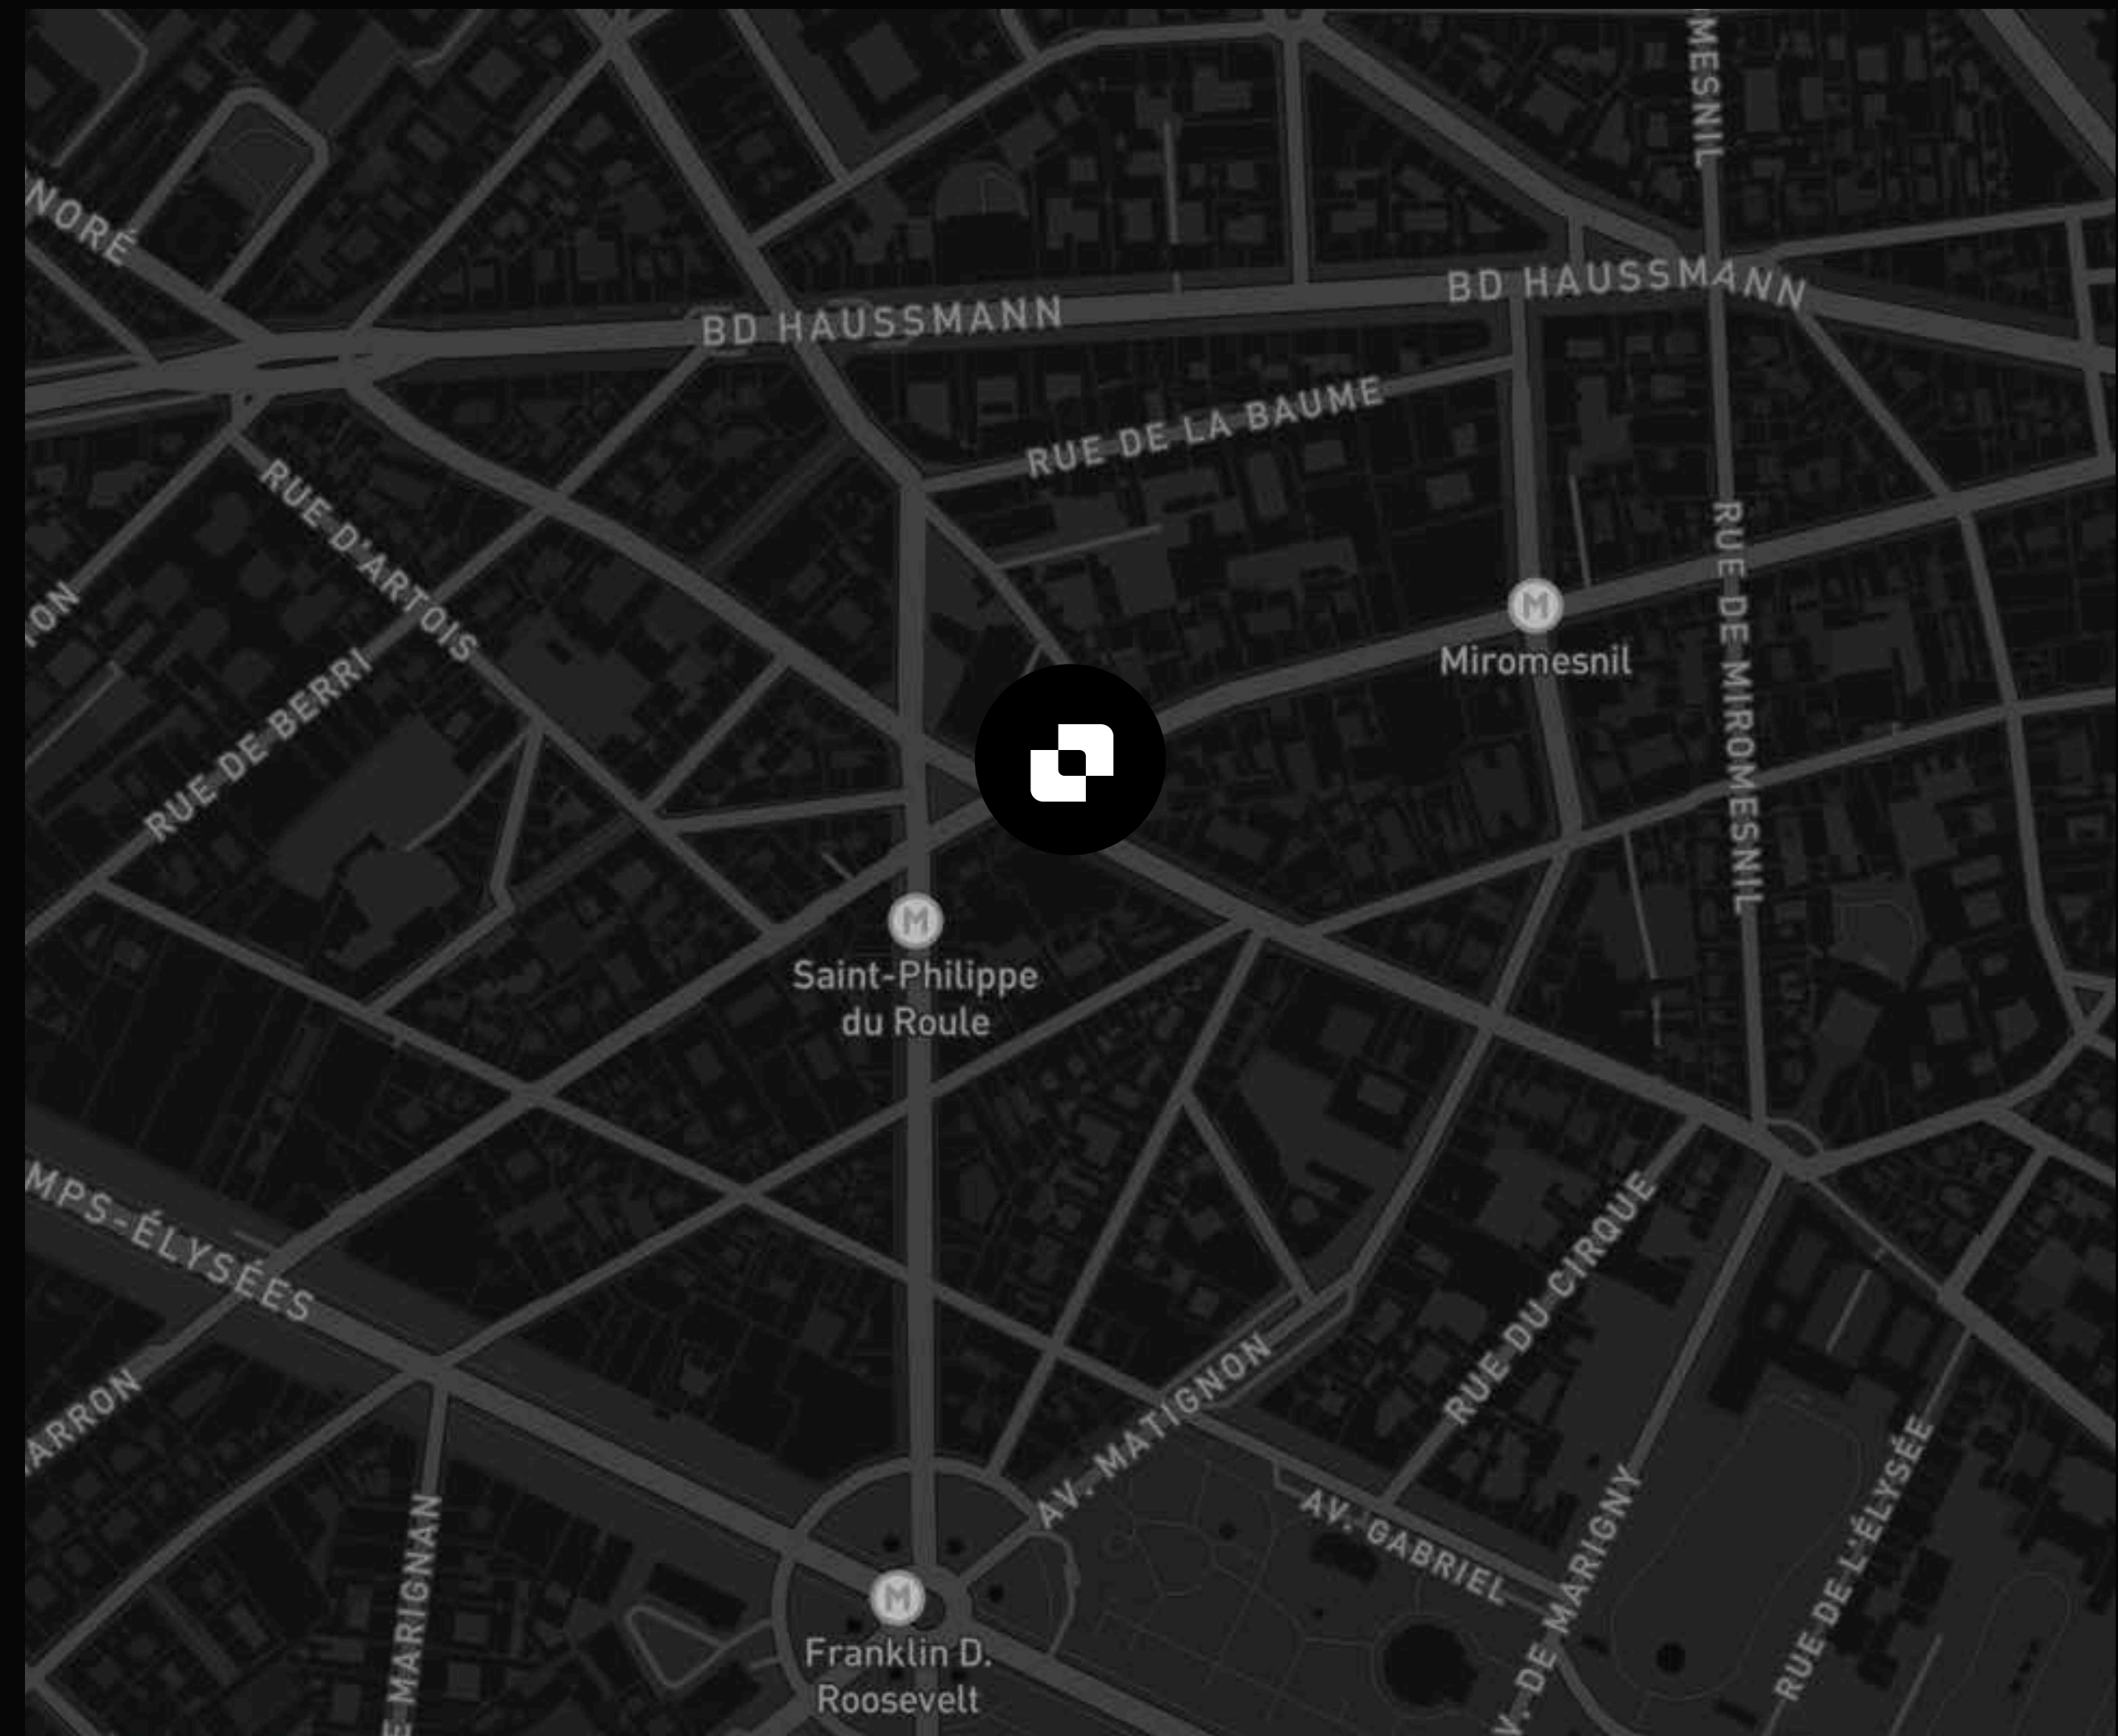 MESNIL
NORÉ
BD HAUSSMANN
BD HAUSSMANN
RUE DE LA BAUME
RUE D'ARTOIS
RUE DE MIROMESNIL
TON
M
Miromesnil
RUE DE BERRI
M
Saint-Philippe
du Roule
MPS-ÉLYSÉES
RUE DU CIRQUE
ARRON
AV. MATIGNON
AV. GABRIEL
V. DE MARIGNY
RUE DE L'ÉLYSÉE
E MARIGNAN
M
Franklin D.
Roosevelt